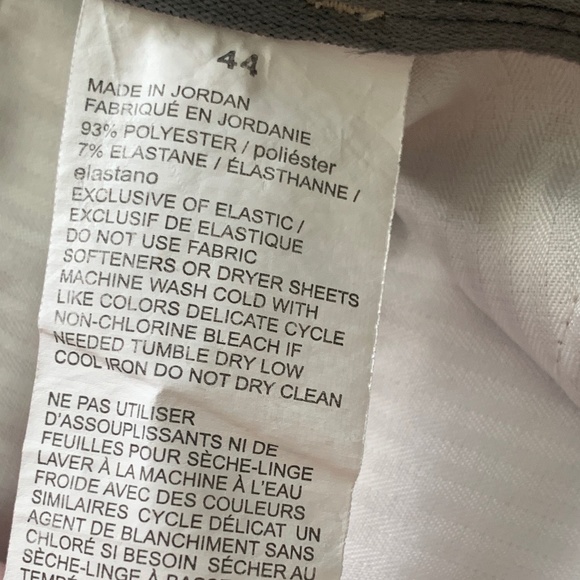 44
MADE IN JORDAN
FABRIQUÉ EN JORDANIE
93% POLYESTER / poliéster
7% ELASTANE / ÉLASTHANNE /
elastano
EXCLUSIVE OF ELASTIC /
EXCLUSIF DE ELASTIQUE
DO NOT USE FABRIC
SOFTENERS OR DRYER SHEETS
MACHINE WASH COLD WITH
LIKE COLORS DELICATE CYCLE
NON-CHLORINE BLEACH IF
NEEDED TUMBLE DRY LOW
COOL IRON DO NOT DRY CLEAN
NE PAS UTILISER
D'ASSOUPLISSANTS NI DE
FEUILLES POUR SÈCHE-LINGE
LAVER À LA MACHINE À L'EAU
FROIDE AVEC DES COULEURS
SIMILAIRES CYCLE DÉLICAT UN
AGENT DE BLANCHIMENT SANS
CHLORÉ SI BESOIN SÉCHER AU
SÈCHE-LINGE À